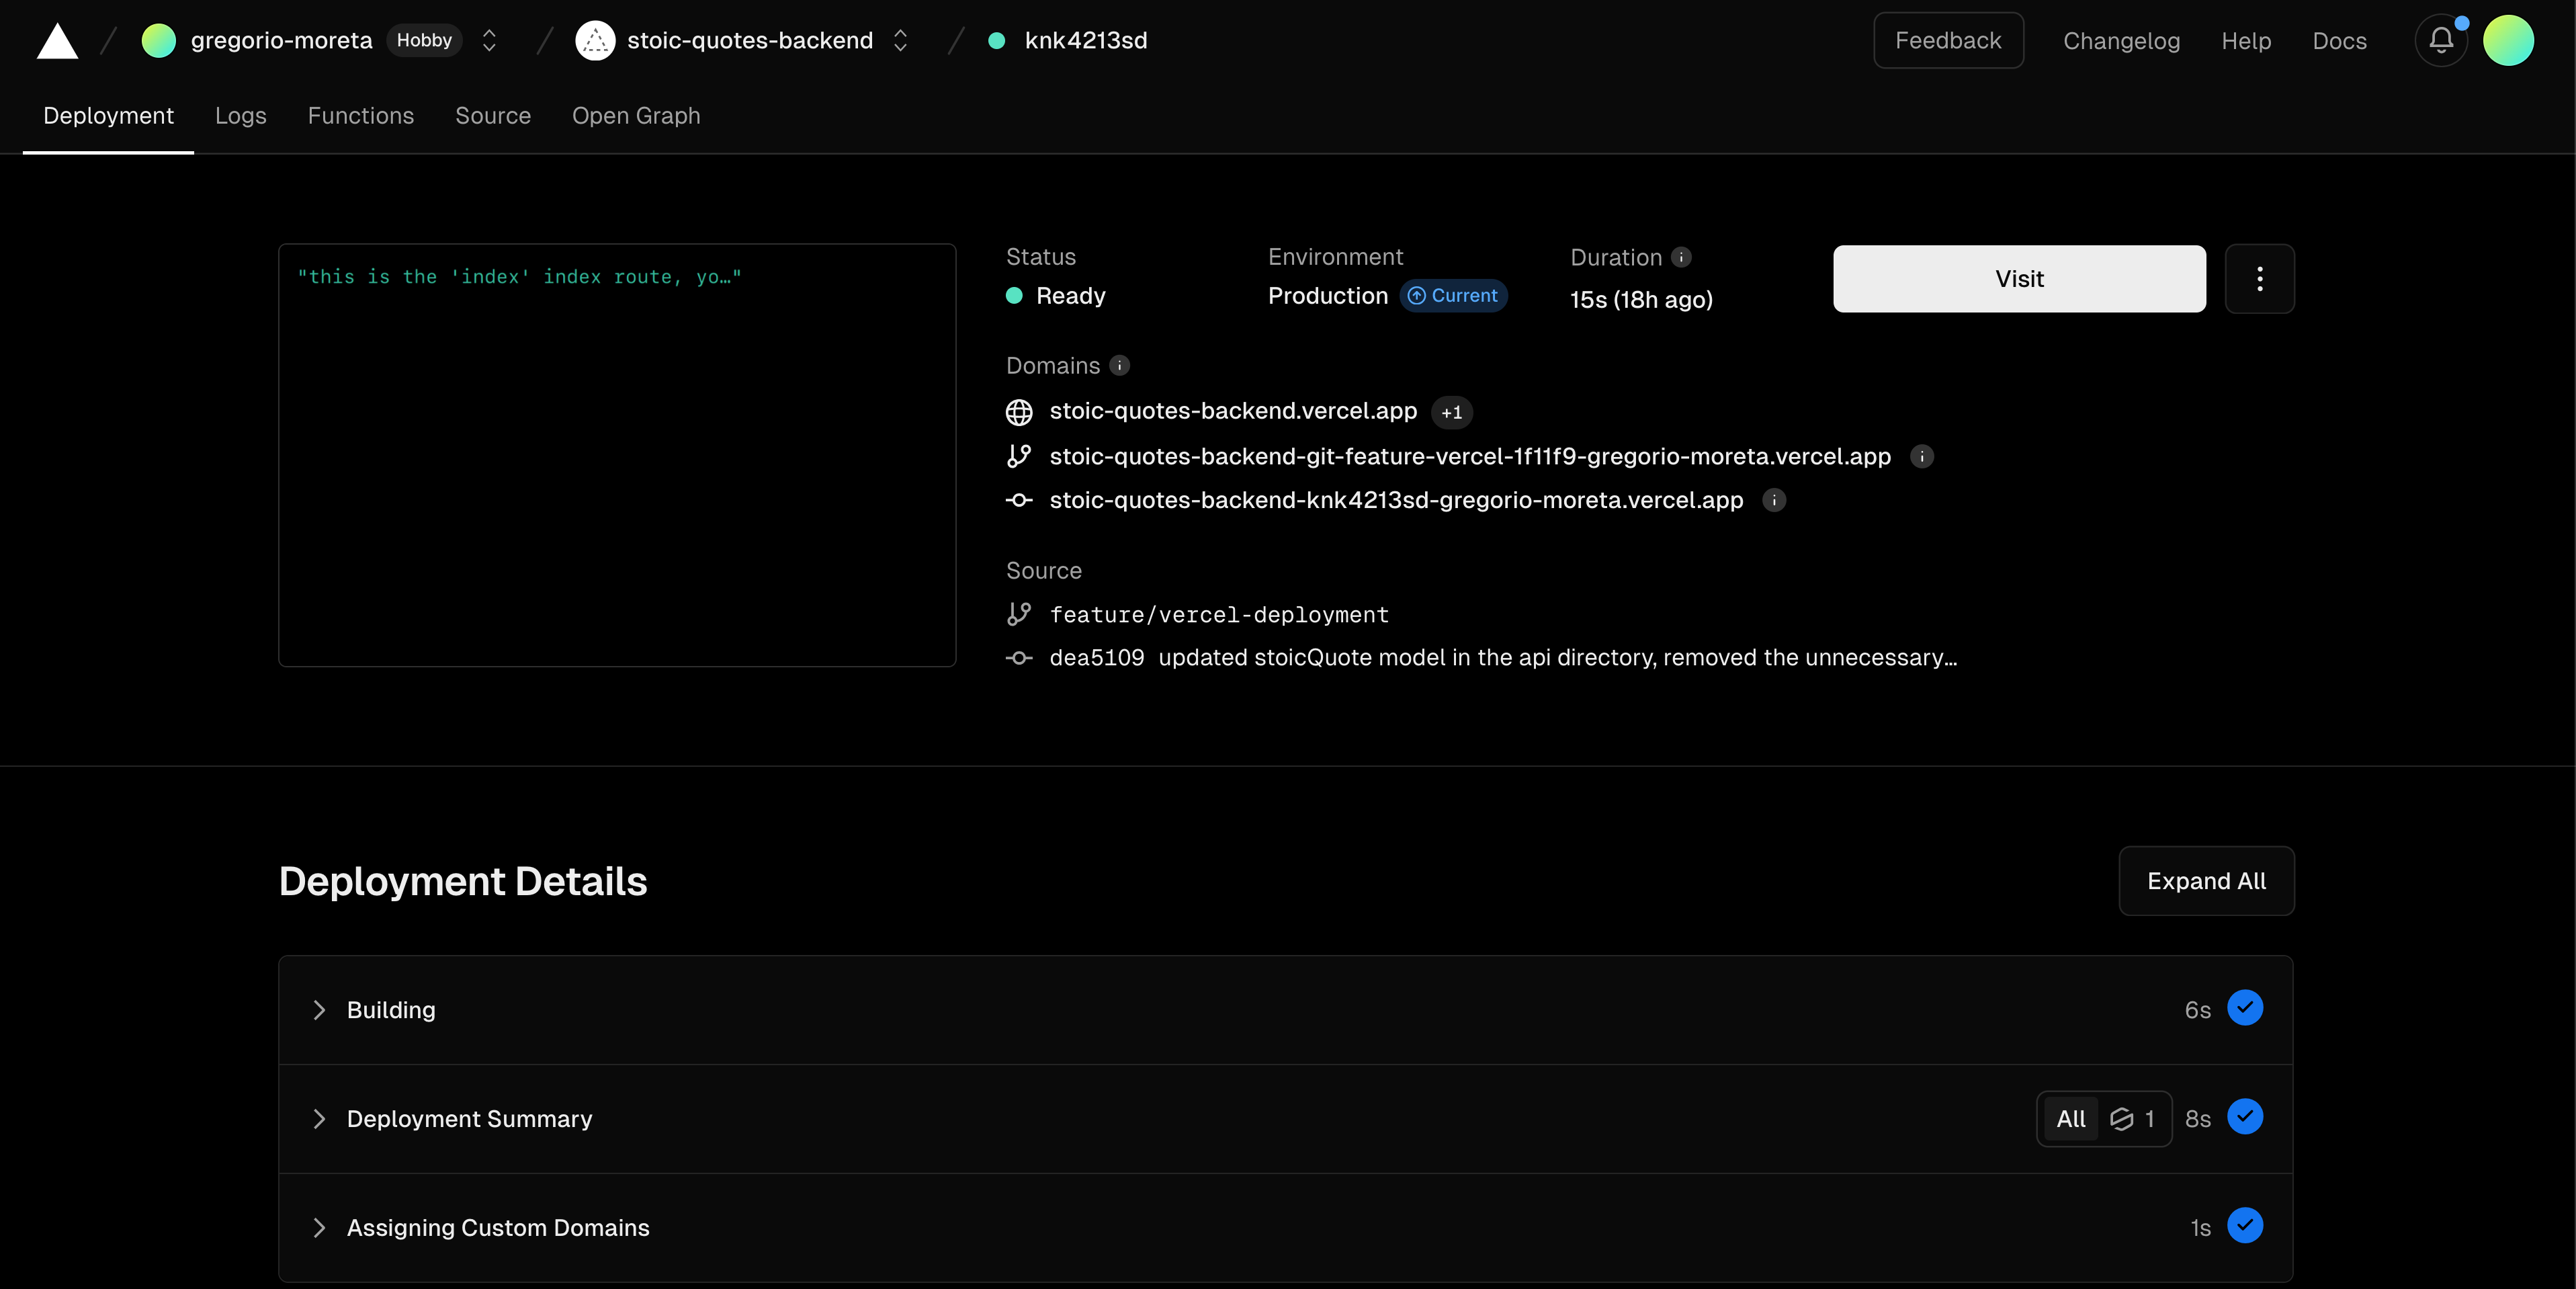 gregorio-moreta Hobby stoic-quotes-backend knk4213sd Feedback Changelog Help Docs
Deployment Logs Functions Source Open Graph
"this is the 'index' index route, yo…"
Status Environment Duration
Ready Production Current 15s (18h ago)
Visit
Domains
stoic-quotes-backend.vercel.app +1
stoic-quotes-backend-git-feature-vercel-1f11f9-gregorio-moreta.vercel.app
stoic-quotes-backend-knk4213sd-gregorio-moreta.vercel.app
Source
feature/vercel-deployment
dea5109 updated stoicQuote model in the api directory, removed the unnecessary…
Deployment Details Expand All
Building 6s
Deployment Summary All 1 8s
Assigning Custom Domains 1s